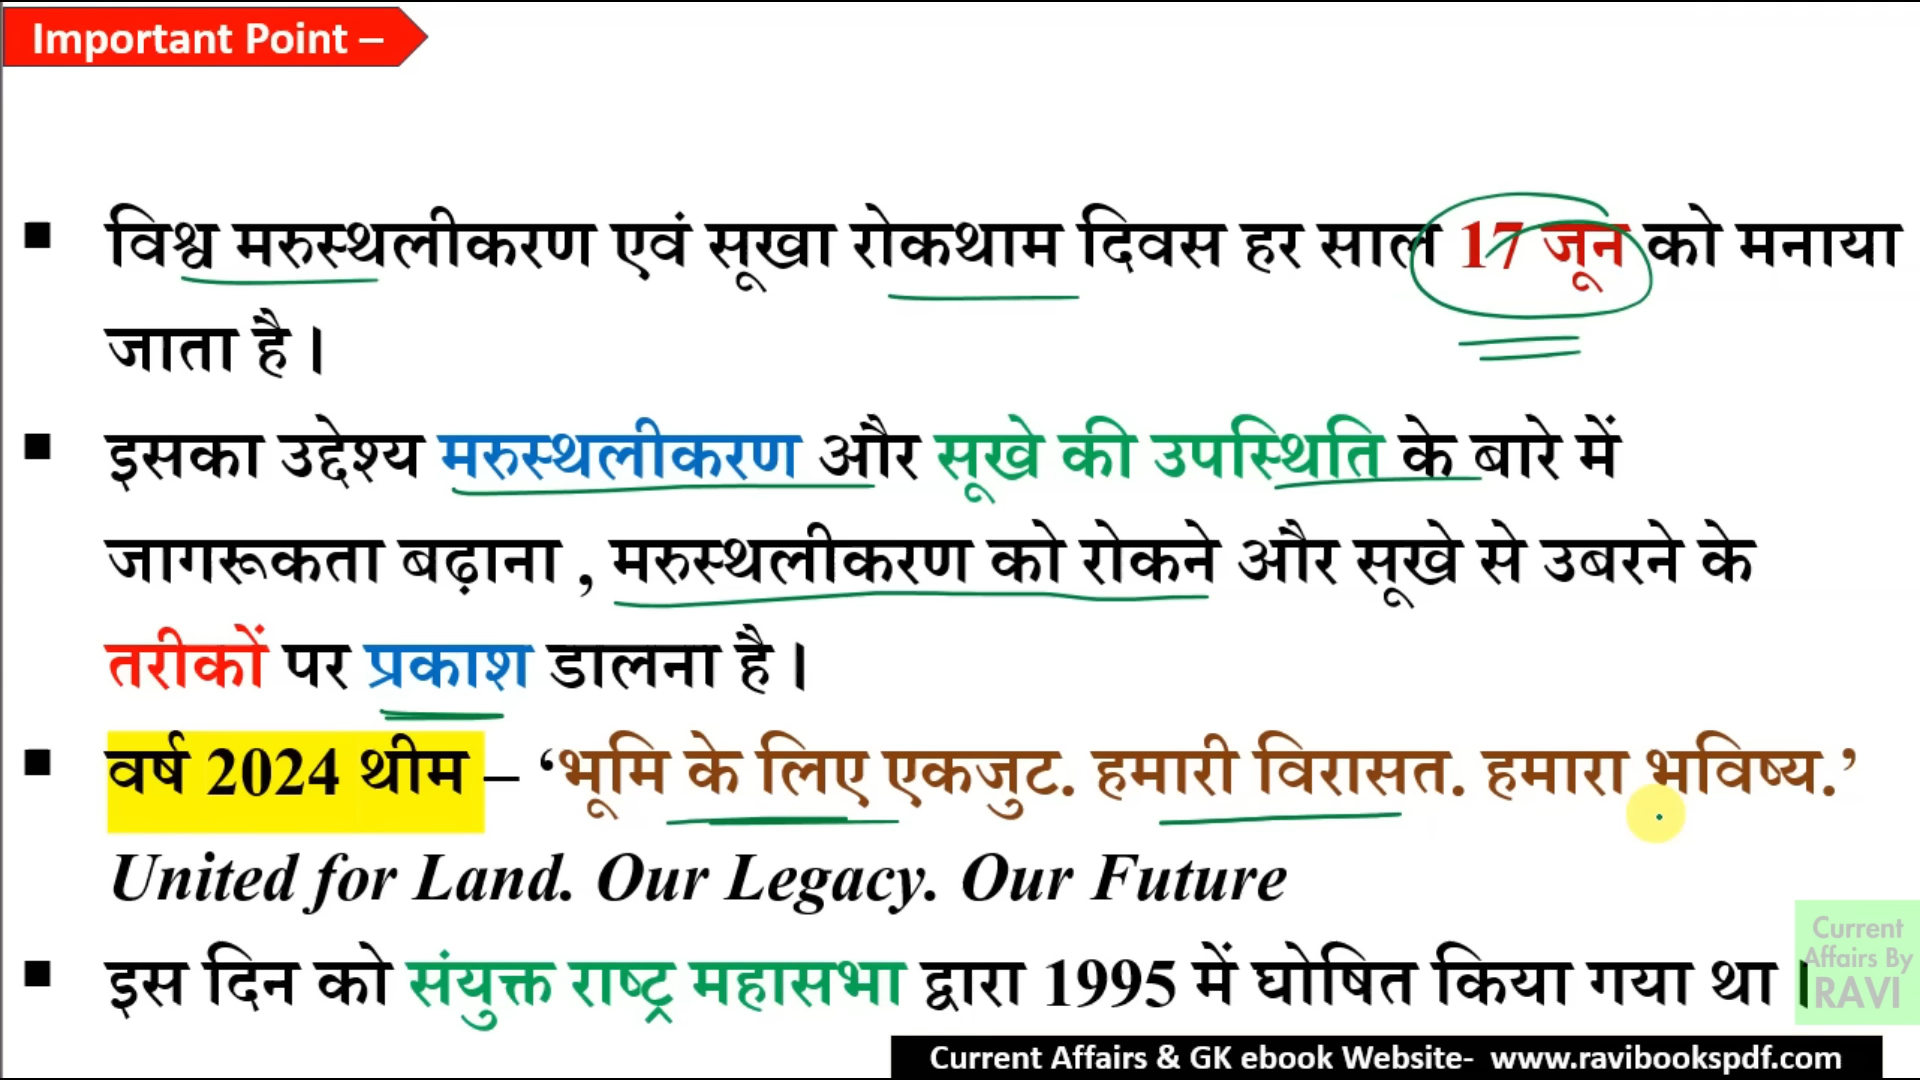 Important Point –
▪ विश्व मरुस्थलीकरण एवं सूखा रोकथाम दिवस हर साल 17 जून को मनाया
जाता है।
▪ इसका उद्देश्य मरुस्थलीकरण और सूखे की उपस्थिति के बारे में
जागरूकता बढ़ाना , मरुस्थलीकरण को रोकने और सूखे से उबरने के
तरीकों पर प्रकाश डालना है।
▪ वर्ष 2024 थीम – ‘भूमि के लिए एकजुट. हमारी विरासत. हमारा भविष्य.’
United for Land. Our Legacy. Our Future
▪ इस दिन को संयुक्त राष्ट्र महासभा द्वारा 1995 में घोषित किया गया था।
Current
Affairs By
RAVI
Current Affairs & GK ebook Website- www.ravibookspdf.com